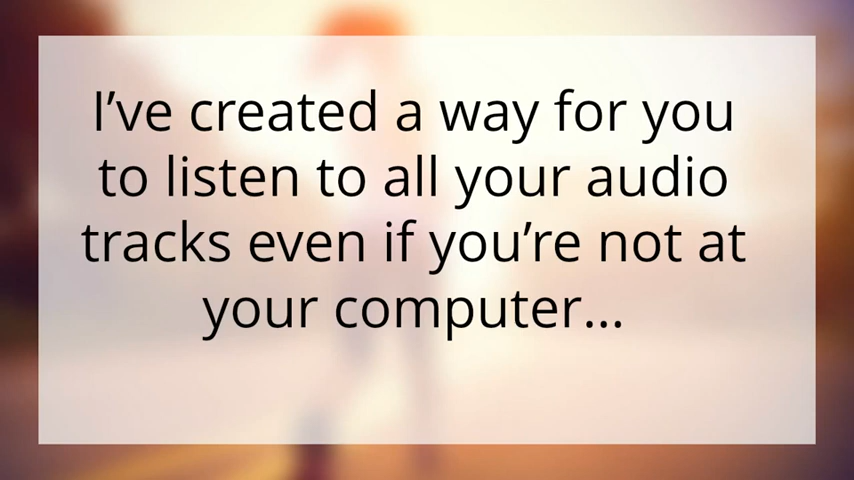 I’ve created a way for you
to listen to all your audio
tracks even if you’re not at
your computer...